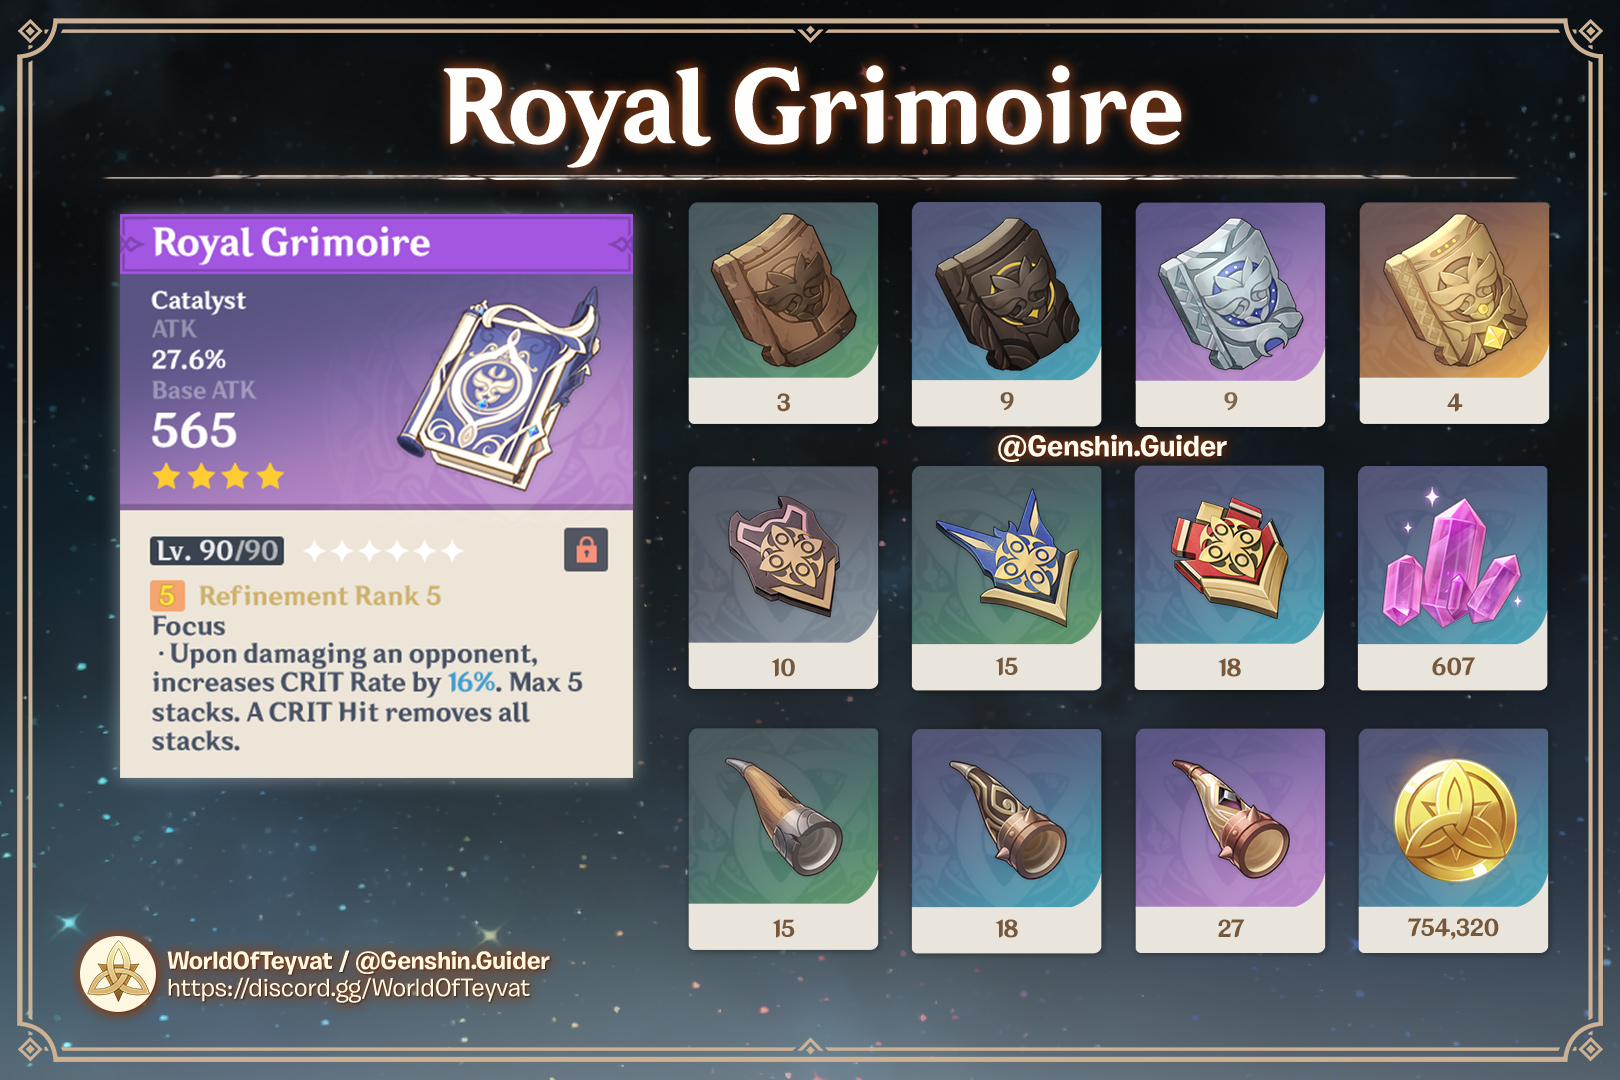 Royal Grimoire
Royal Grimoire
Catalyst
ATK
27.6%
Base ATK
565
Lv. 90/90
5 Refinement Rank 5
Focus
· Upon damaging an opponent,
increases CRIT Rate by 16%. Max 5
stacks. A CRIT Hit removes all
stacks.
3
9
9
4
@Genshin.Guider
10
15
18
607
15
18
27
754,320
WorldOfTeyvat / @Genshin.Guider
https://discord.gg/WorldOfTeyvat